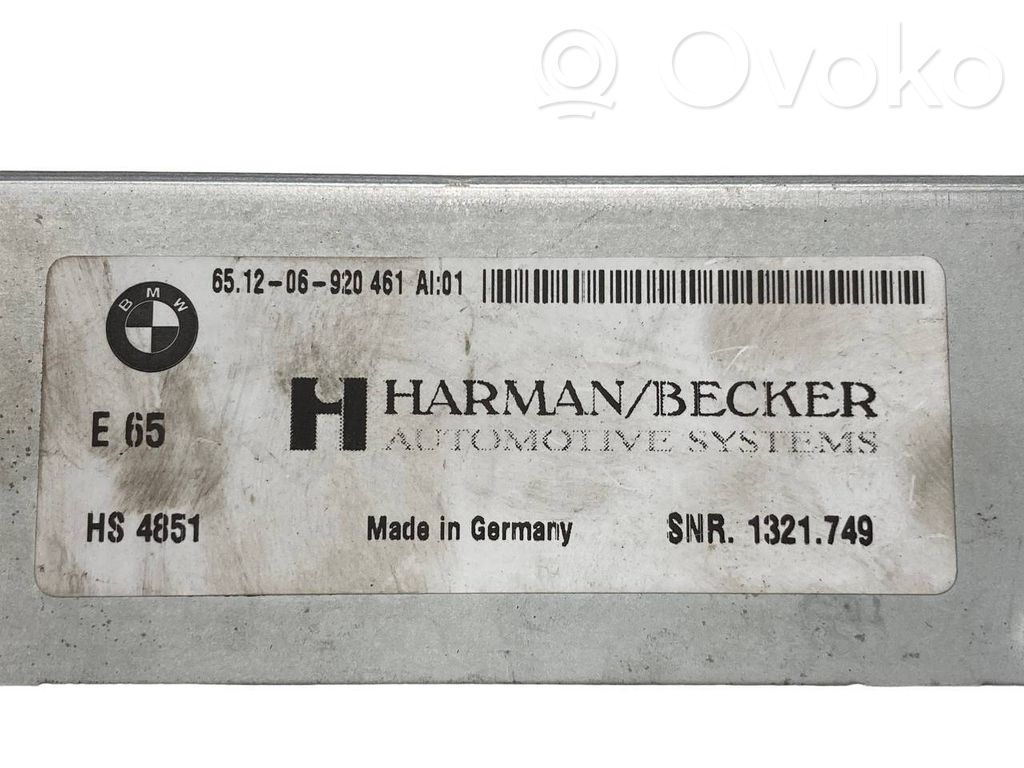 Ovoko
65.12-06-920 461 AI:01
BMW
HARMAN/BECKER
AUTOMOTIVE SYSTEMS
E 65
HS 4851 Made in Germany SNR. 1321.749